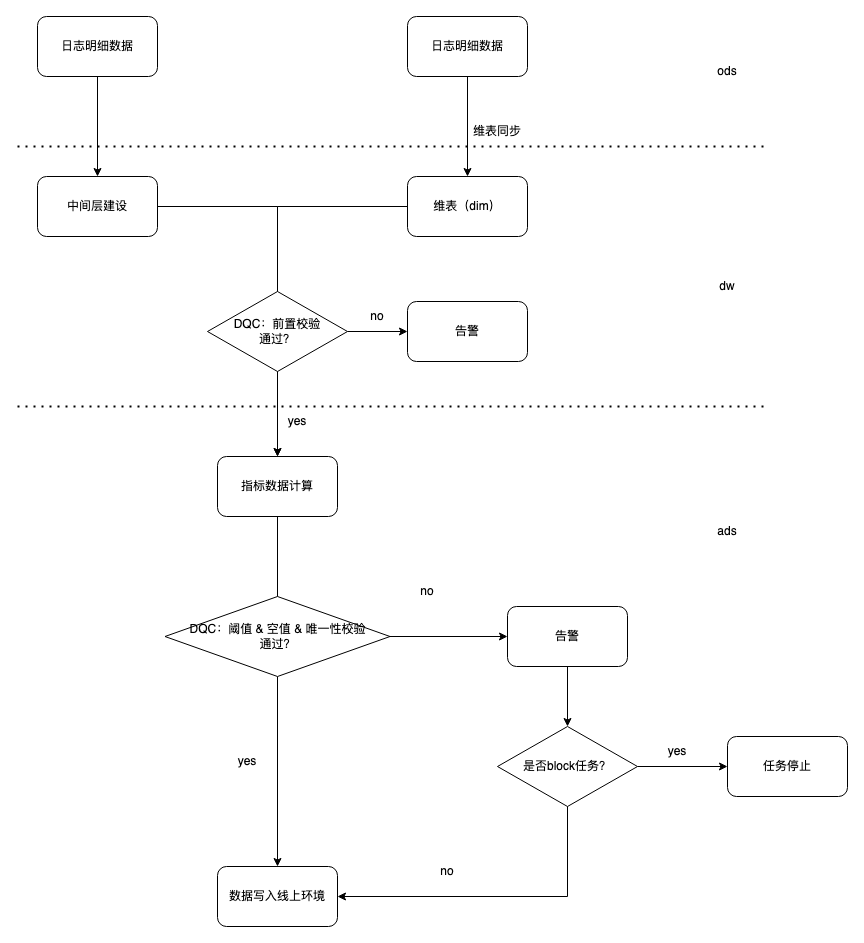 日志明细数据
日志明细数据
ods
维表同步
中间层建设
维表（dim）
dw
DQC：前置校验
通过？
no
告警
yes
指标数据计算
ads
no
DQC：阈值 & 空值 & 唯一性校验
通过？
告警
yes
是否block任务？
yes
任务停止
no
数据写入线上环境